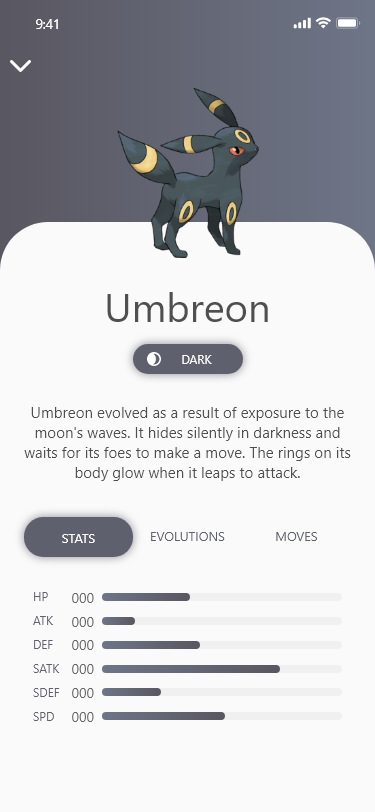 9:41
Umbreon
DARK
Umbreon evolved as a result of exposure to the
moon's waves. It hides silently in darkness and
waits for its foes to make a move. The rings on its
body glow when it leaps to attack.
STATS EVOLUTIONS MOVES
HP 000
ATK 000
DEF 000
SATK 000
SDEF 000
SPD 000